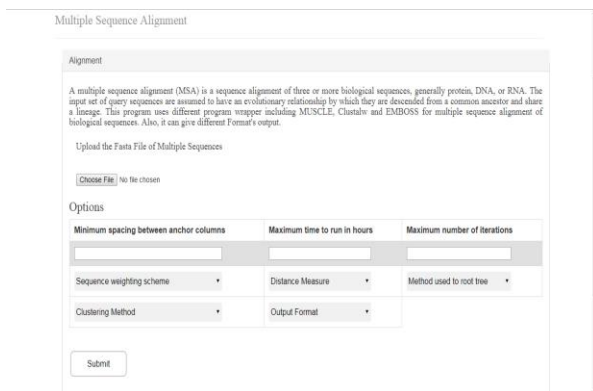 Multiple Sequence Alignment
Alignment
A multiple sequence alignment (MSA) is a sequence alignment of three or more biological sequences, generally protein, DNA, or RNA. The
input set of query sequences are assumed to have an evolutionary relationship by which they are descended from a common ancestor and share
a lineage. This program uses different program wrapper including MUSCLE, Clustalw and EMBOSS for multiple sequence alignment of
biological sequences. Also, it can give different Format's output.
Upload the Fasta File of Multiple Sequences
Choose File No file chosen
Options
Minimum spacing between anchor columns Maximum time to run in hours Maximum number of iterations
Sequence weighting scheme Distance Measure Method used to root tree
Clustering Method Output Format
Submit